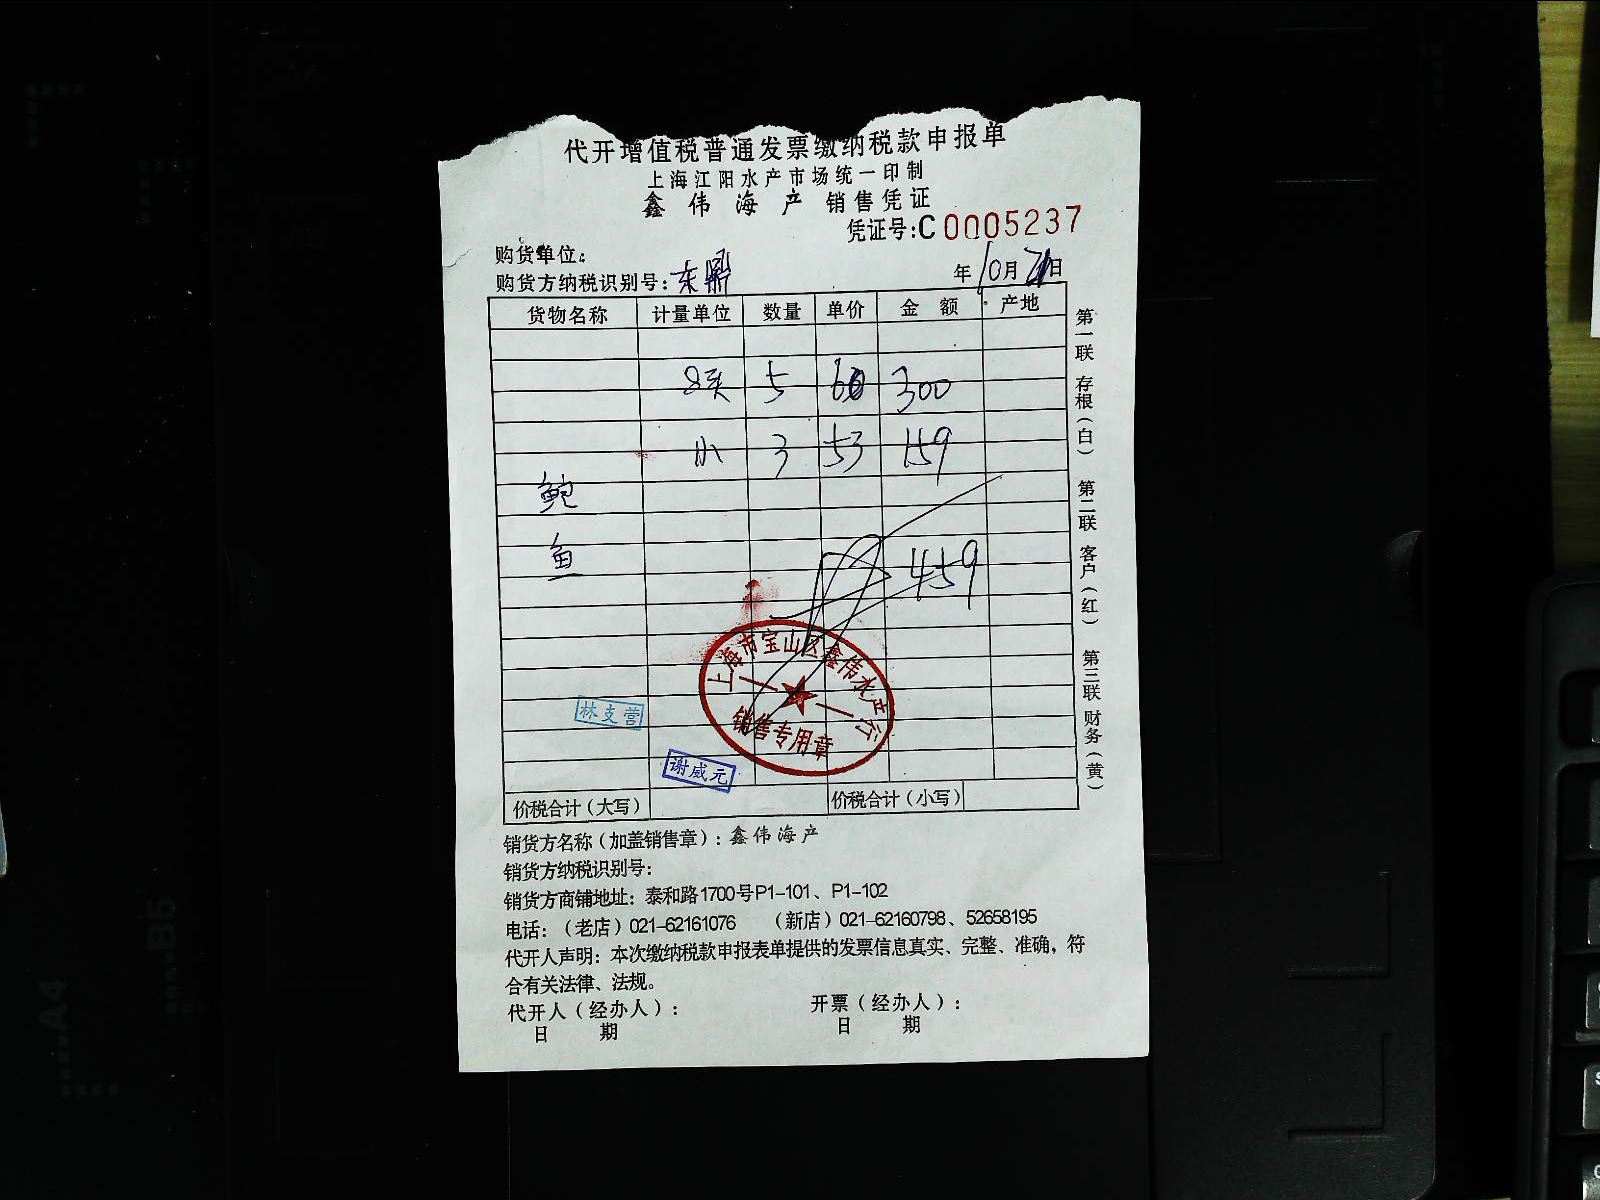 代开增值税普通发票缴纳税款申报单
上海江阳水产市场统一印制
鑫伟海产 销售凭证
凭证号:C0005237
购货单位:
购货方纳税识别号:东鼎
年10月21日
货物名称 计量单位 数量 单价 金额 产地
8头 5 60 300
小 3 53 159
鲍
鱼
459
上海市宝山区鑫伟水产行
销售专用章
林支营
谢威元
价税合计(大写) 价税合计(小写)
第一联 存根(白) 第二联 客户(红) 第三联 财务(黄)
销货方名称(加盖销售章):鑫伟海产
销货方纳税识别号:
销货方商铺地址:泰和路1700号P1-101、P1-102
电话:(老店)021-62161076 (新店)021-62160798、52658195
代开人声明:本次缴纳税款申报表单提供的发票信息真实、完整、准确,符
合有关法律、法规。
代开人(经办人): 开票(经办人):
日 期 日 期